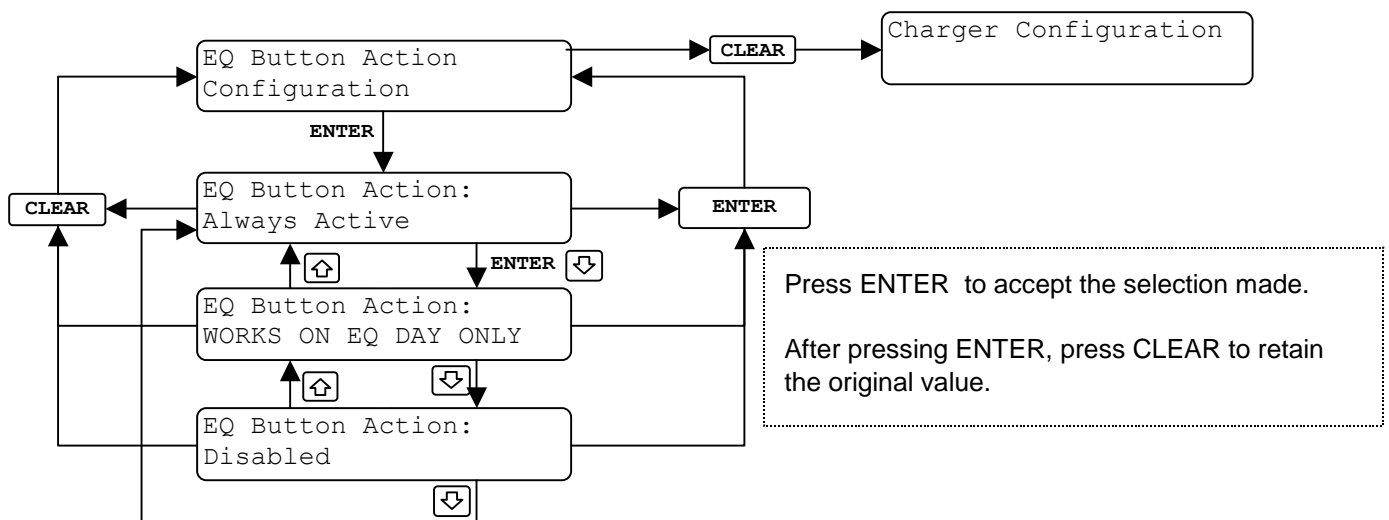 Charger Configuration
CLEAR
EQ Button Action
Configuration
ENTER
EQ Button Action:
Always Active
CLEAR
ENTER
ENTER
EQ Button Action:
WORKS ON EQ DAY ONLY
Press ENTER  to accept the selection made.
After pressing ENTER, press CLEAR to retain
the original value.
EQ Button Action:
Disabled